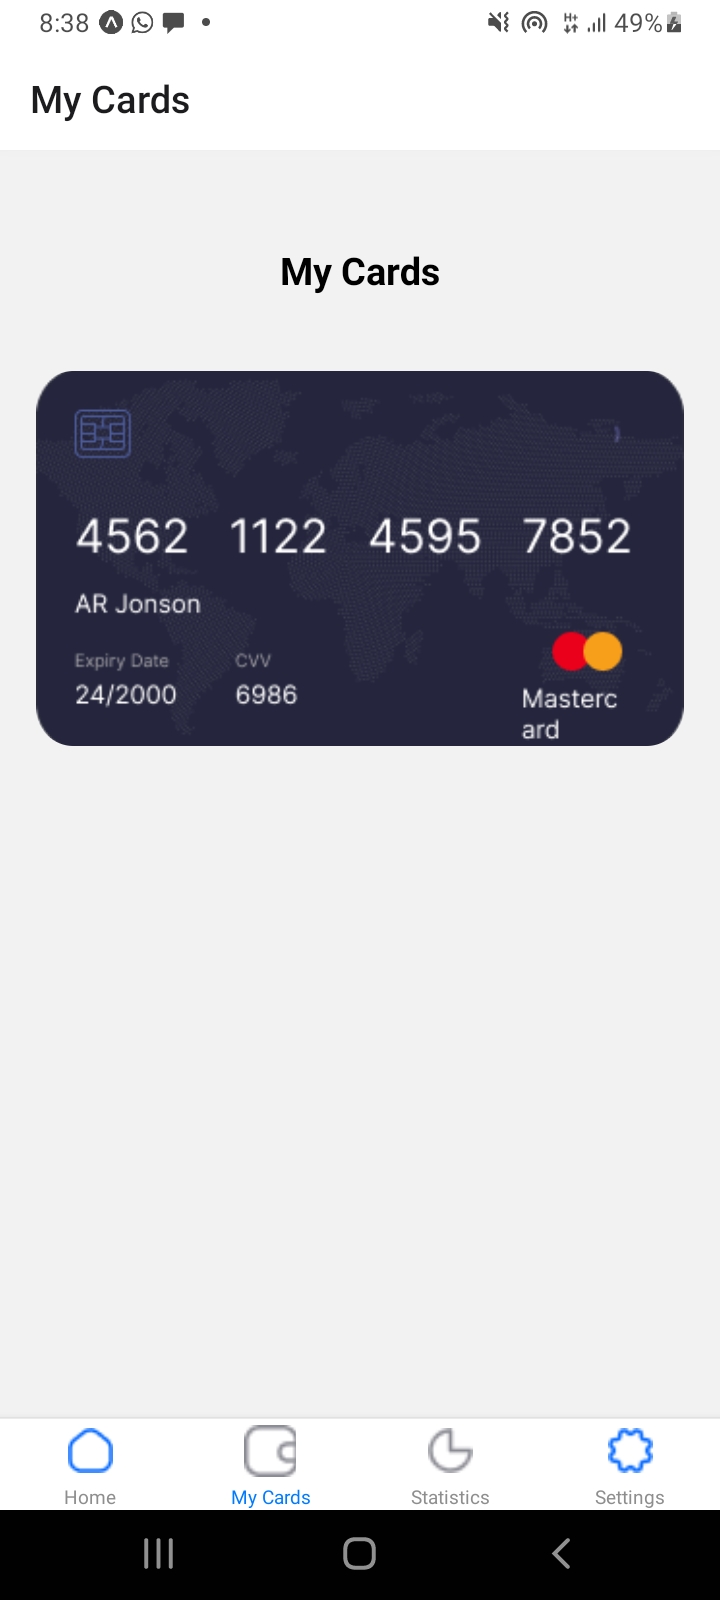 8:38 49%
My Cards
My Cards
4562 1122 4595 7852
AR Jonson
Expiry Date CVV
24/2000 6986
Masterc
ard
Home My Cards Statistics Settings